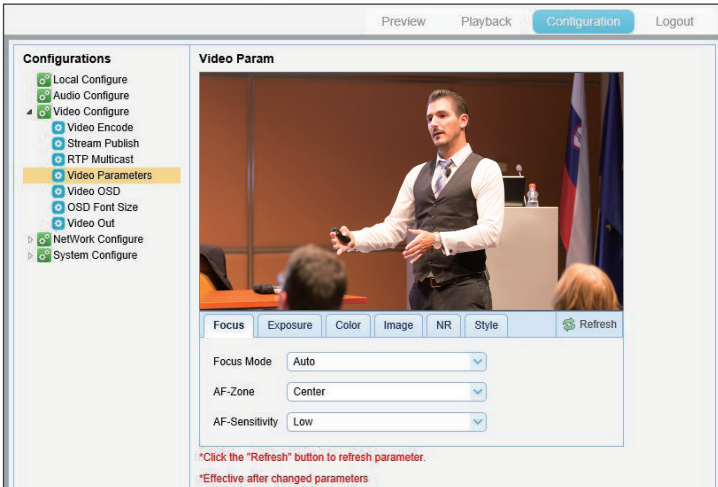 Preview Playback Configuration Logout
Configurations
Local Configure
Audio Configure
Video Configure
Video Encode
Stream Publish
RTP Multicast
Video Parameters
Video OSD
OSD Font Size
Video Out
NetWork Configure
System Configure
Video Param
Focus Exposure Color Image NR Style Refresh
Focus Mode Auto
AF-Zone Center
AF-Sensitivity Low
*Click the "Refresh" button to refresh parameter.
*Effective after changed parameters